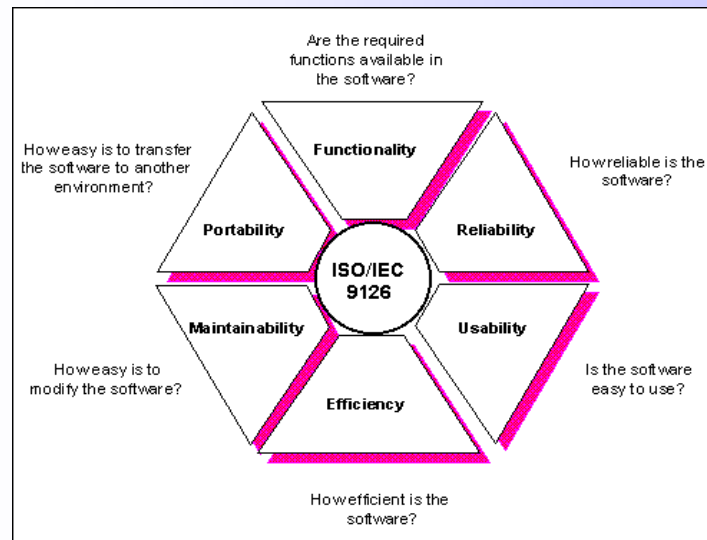 Are the required
functions available in
the software?
Functionality
How easy is to transfer
the software to another
environment?
Portability
How reliable is the
software?
Reliability
ISO/IEC
9126
Maintainability
How easy is to
modify the software?
Usability
Is the software
easy to use?
Efficiency
How efficient is the
software?